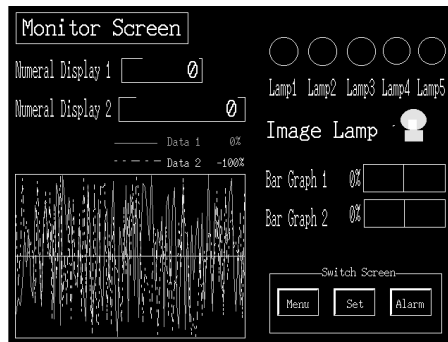 Monitor Screen
Numeral Display 1 0
Numeral Display 2 0
Data 1 0%
Data 2 -100%
Lamp1 Lamp2 Lamp3 Lamp4 Lamp5
Image Lamp
Bar Graph 1 0%
Bar Graph 2 0%
Switch Screen
Menu Set Alarm